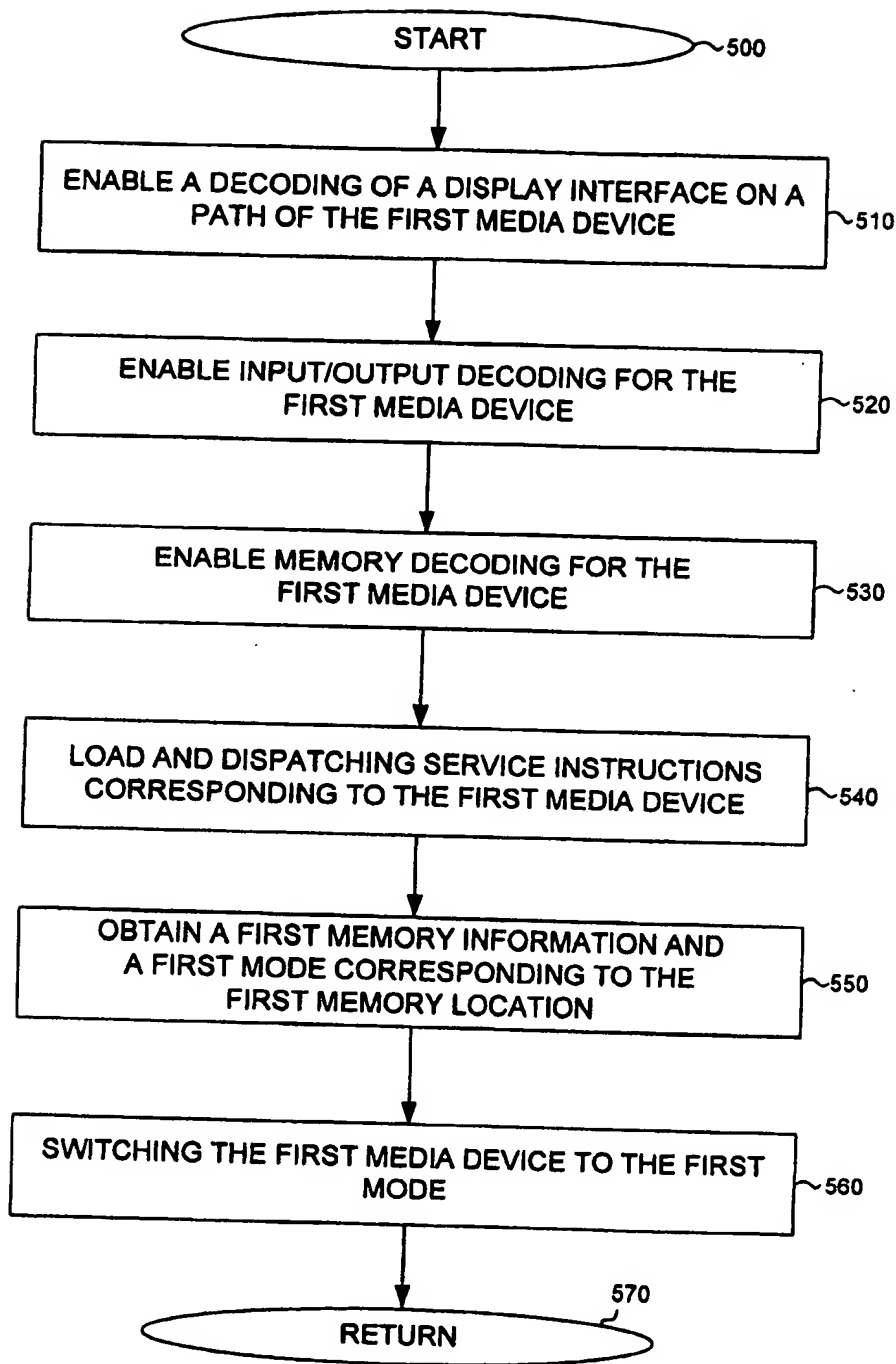 START
500
ENABLE A DECODING OF A DISPLAY INTERFACE ON A
PATH OF THE FIRST MEDIA DEVICE
510
ENABLE INPUT/OUTPUT DECODING FOR THE
FIRST MEDIA DEVICE
520
ENABLE MEMORY DECODING FOR THE
FIRST MEDIA DEVICE
530
LOAD AND DISPATCHING SERVICE INSTRUCTIONS
CORRESPONDING TO THE FIRST MEDIA DEVICE
540
OBTAIN A FIRST MEMORY INFORMATION AND
A FIRST MODE CORRESPONDING TO THE
FIRST MEMORY LOCATION
550
SWITCHING THE FIRST MEDIA DEVICE TO THE FIRST
MODE
560
570
RETURN